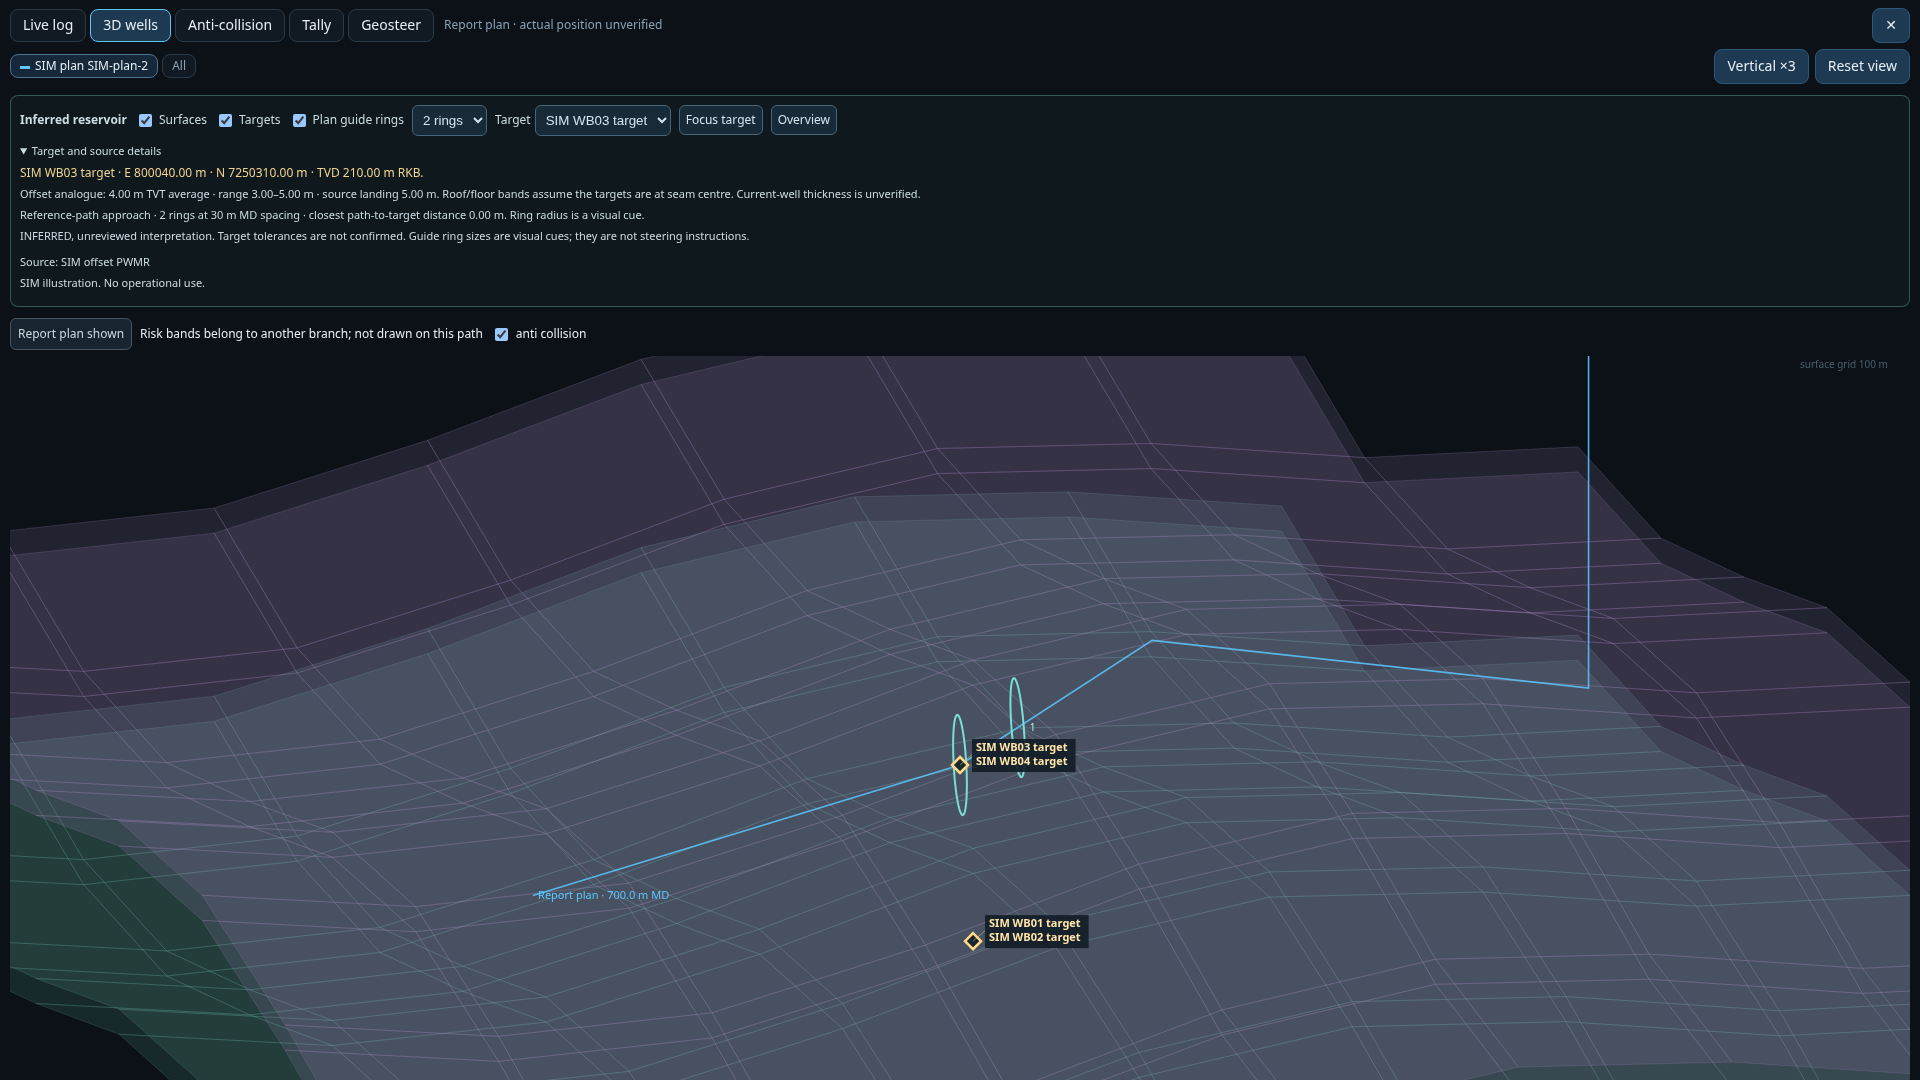 Live log
3D wells
Anti-collision
Tally
Geosteer
Report plan · actual position unverified
×
SIM plan SIM-plan-2
All
Vertical ×3
Reset view
Inferred reservoir
Surfaces
Targets
Plan guide rings
2 rings
Target
SIM WB03 target
Focus target
Overview
▼ Target and source details
SIM WB03 target · E 800040.00 m · N 7250310.00 m · TVD 210.00 m RKB.
Offset analogue: 4.00 m TVT average · range 3.00–5.00 m · source landing 5.00 m. Roof/floor bands assume the targets are at seam centre. Current-well thickness is unverified.
Reference-path approach · 2 rings at 30 m MD spacing · closest path-to-target distance 0.00 m. Ring radius is a visual cue.
INFERRED, unreviewed interpretation. Target tolerances are not confirmed. Guide ring sizes are visual cues; they are not steering instructions.
Source: SIM offset PWMR
SIM illustration. No operational use.
Report plan shown
Risk bands belong to another branch; not drawn on this path
anti collision
surface grid 100 m
1
SIM WB03 target
SIM WB04 target
Report plan · 700.0 m MD
SIM WB01 target
SIM WB02 target